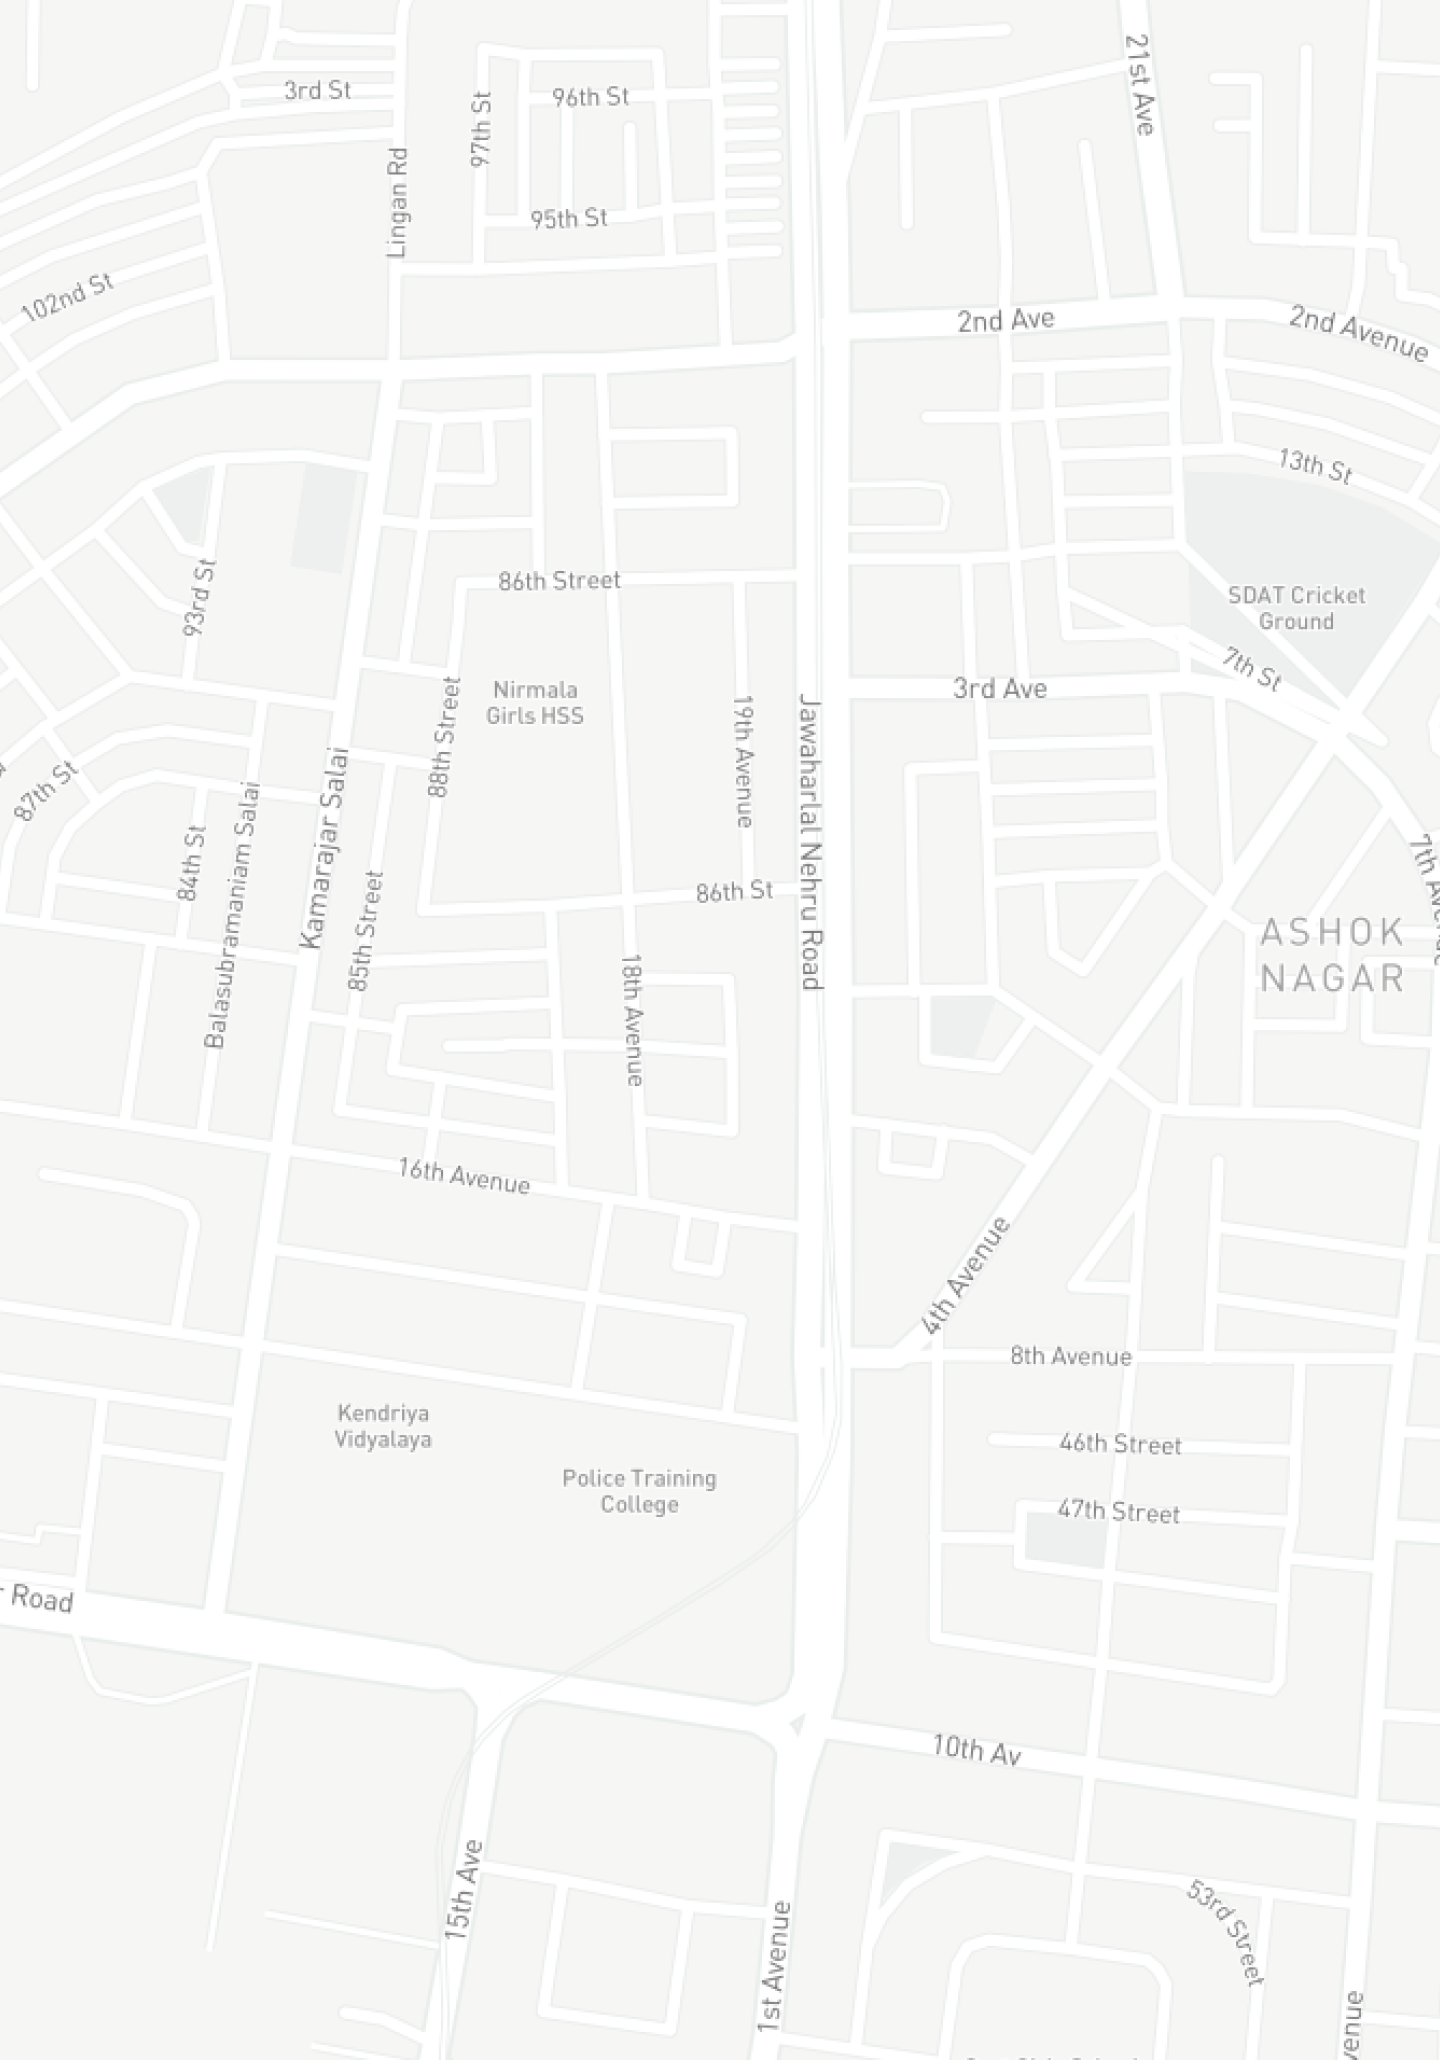 21st Ave
3rd St
96th St
97th St
Lingan Rd
95th St
102nd St
2nd Ave
2nd Avenue
13th St
86th Street
93rd St
SDAT Cricket
Ground
7th St
Nirmala
Girls HSS
88th Street
3rd Ave
19th Avenue
Jawaharlal Nehru Road
87th St
Kamarajar Salai
Balasubramaniam Salai
84th St
85th Street
86th St
ASHOK
NAGAR
18th Avenue
16th Avenue
4th Avenue
8th Avenue
Kendriya
Vidyalaya
46th Street
Police Training
College
47th Street
r Road
10th Av
15th Ave
53rd Street
1st Avenue
venue